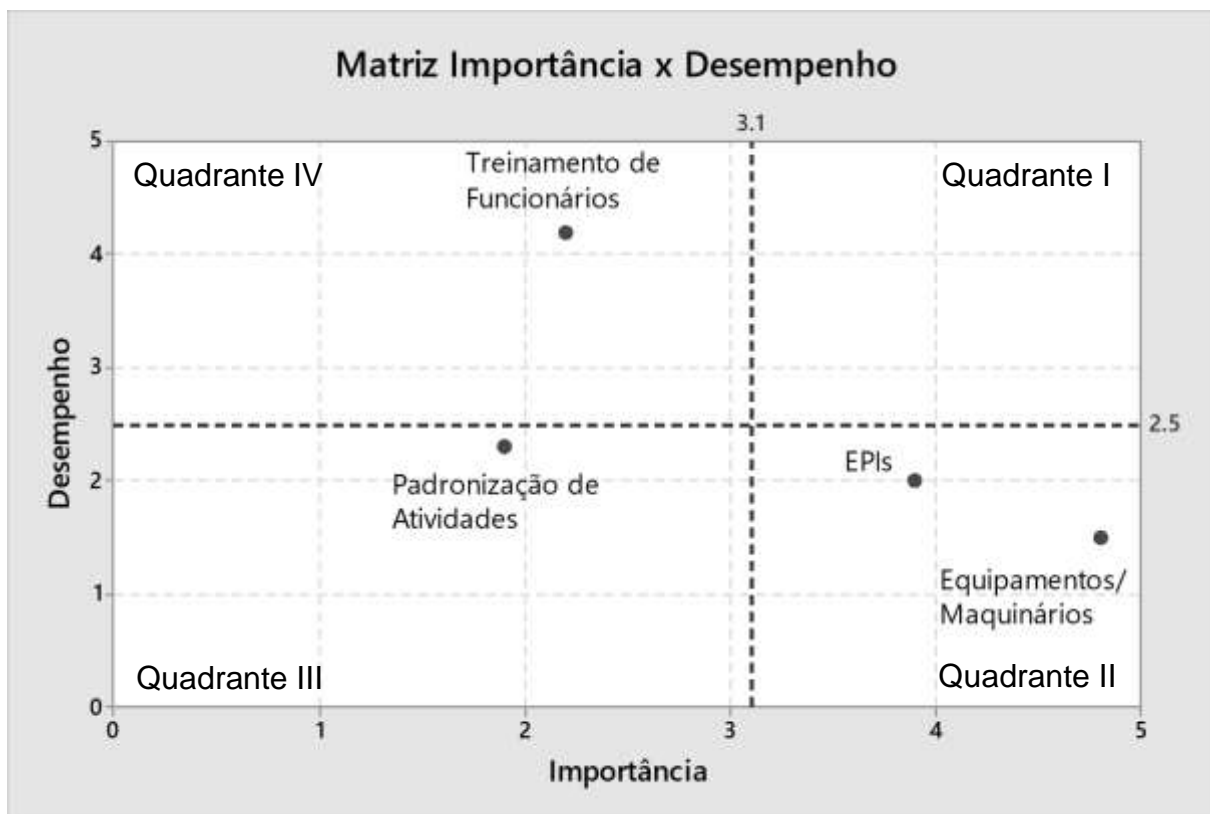 Matriz Importância x Desempenho
3.1
5
Quadrante IV
Treinamento de
Funcionários
Quadrante I
4
3
2.5
Desempenho
2
Padronização de
Atividades
EPIs
1
Equipamentos/
Maquinários
Quadrante III
Quadrante II
0
0
1
2
3
4
5
Importância